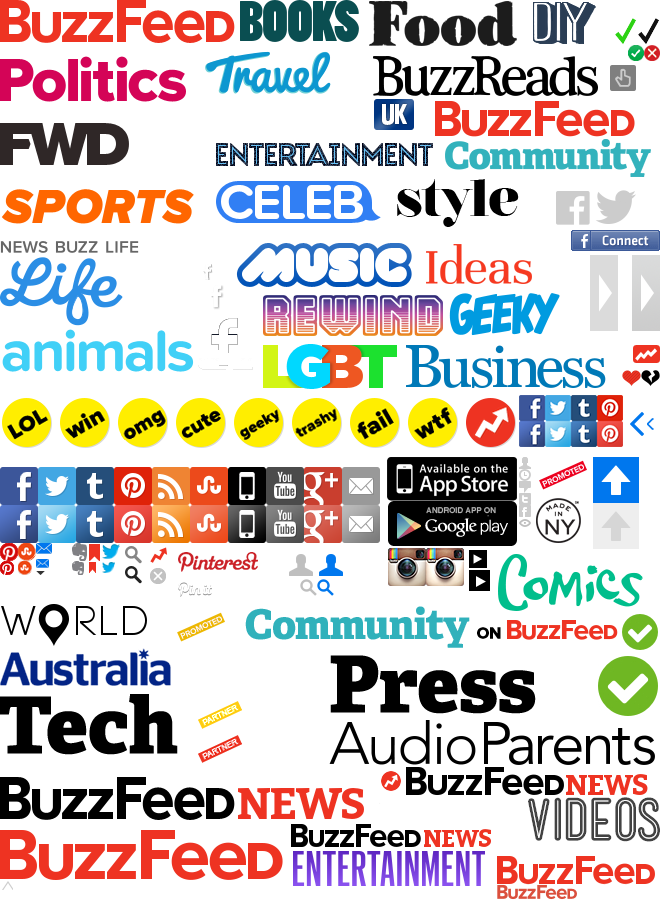 BUZZFEED BOOKS Food DIY
Politics Travel BuzzReads
UK BUZZFEED
FWD ENTERTAINMENT Community
SPORTS CELEB style
NEWS BUZZ LIFE Connect
Life MUSIC Ideas
REWIND GEEKY
animals LGBT Business
LOL win omg cute geeky trashy fail wtf
You Tube g+ Available on the App Store PROMOTED
You Tube g+ ANDROID APP ON Google play MADE IN NY
Pinterest
Pin it
Comics
WORLD PROMOTED Community ON BUZZFEED
Australia
Press
Tech PARTNER
PARTNER
Audio Parents
BUZZFEED NEWS
BUZZFEED NEWS
VIDEOS
BUZZFEED
BUZZFEED NEWS
ENTERTAINMENT BUZZFEED
BUZZFEED